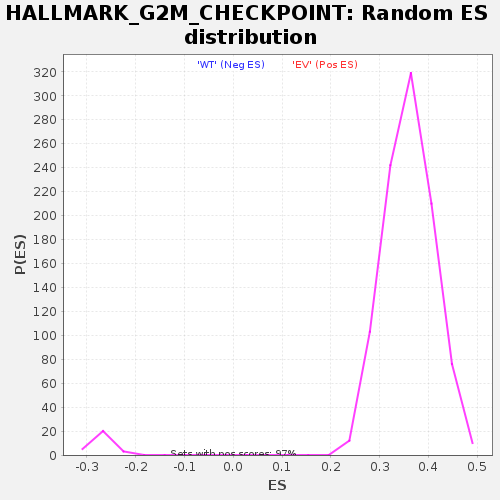 HALLMARK_G2M_CHECKPOINT: Random ES
distribution
'WT' (Neg ES) 'EV' (Pos ES)
320
300
280
260
240
220
200
180
160
140
120
100
80
60
40
20
0
P(ES)
Sets with pos scores: 97%
-0.3 -0.2 -0.1 0.0 0.1 0.2 0.3 0.4 0.5
ES